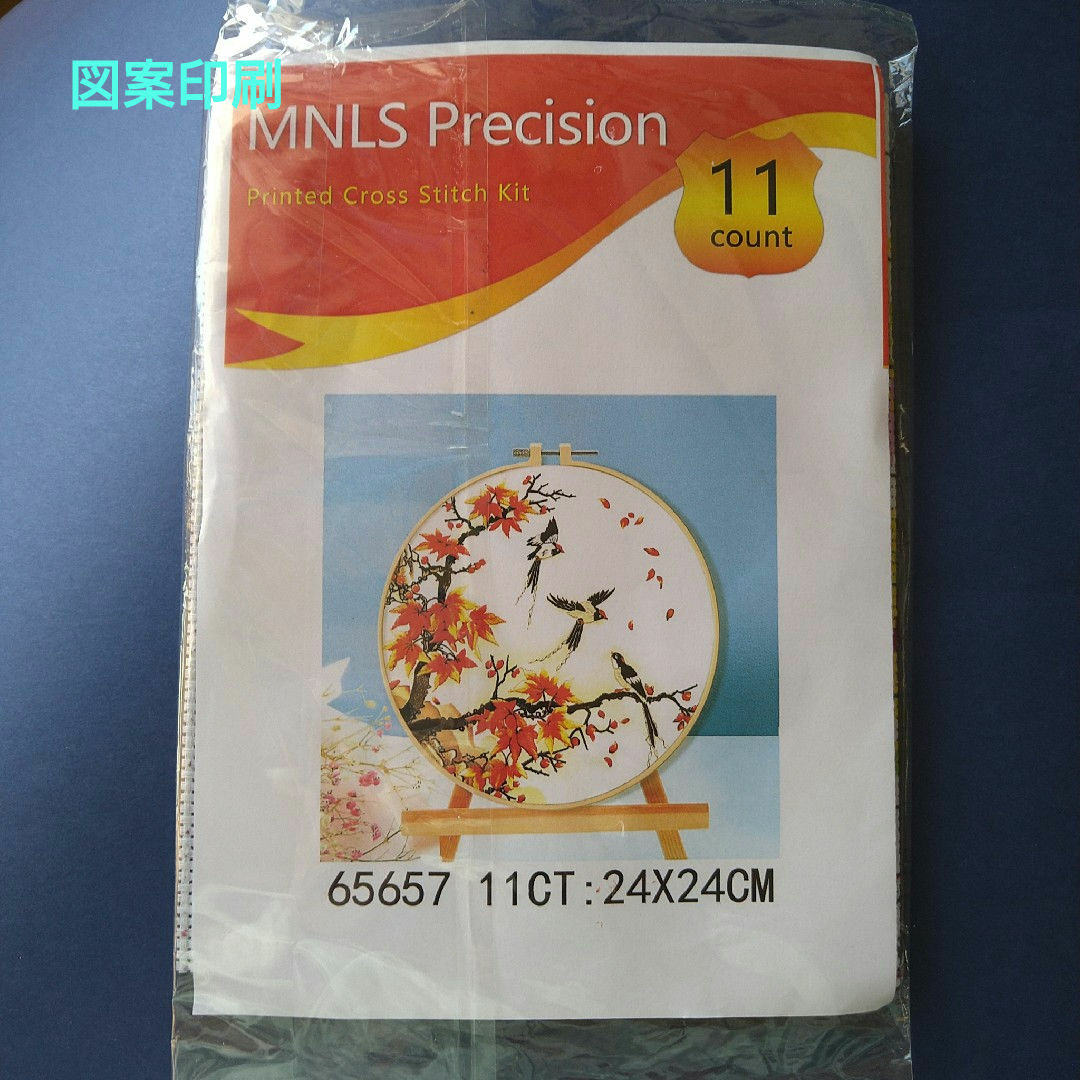 図案印刷
MNLS Precision
Printed Cross Stitch Kit
11
count
65657 11CT:24X24CM